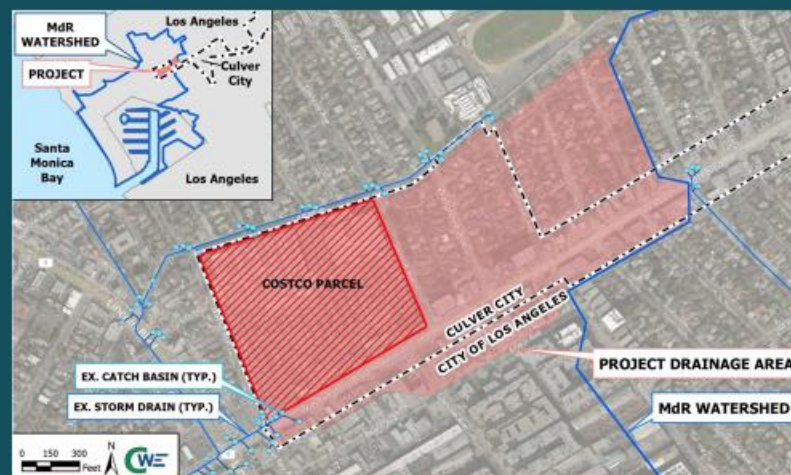 Los Angeles
MdR
WATERSHED
PROJECT
Culver
City
Santa
Monica
Bay
Los Angeles
COSTCO PARCEL
CULVER CITY
CITY OF LOS ANGELES
PROJECT DRAINAGE AREA
EX. CATCH BASIN (TYP.)
EX. STORM DRAIN (TYP.)
MdR WATERSHED
0 150 300
Feet
N
CWE